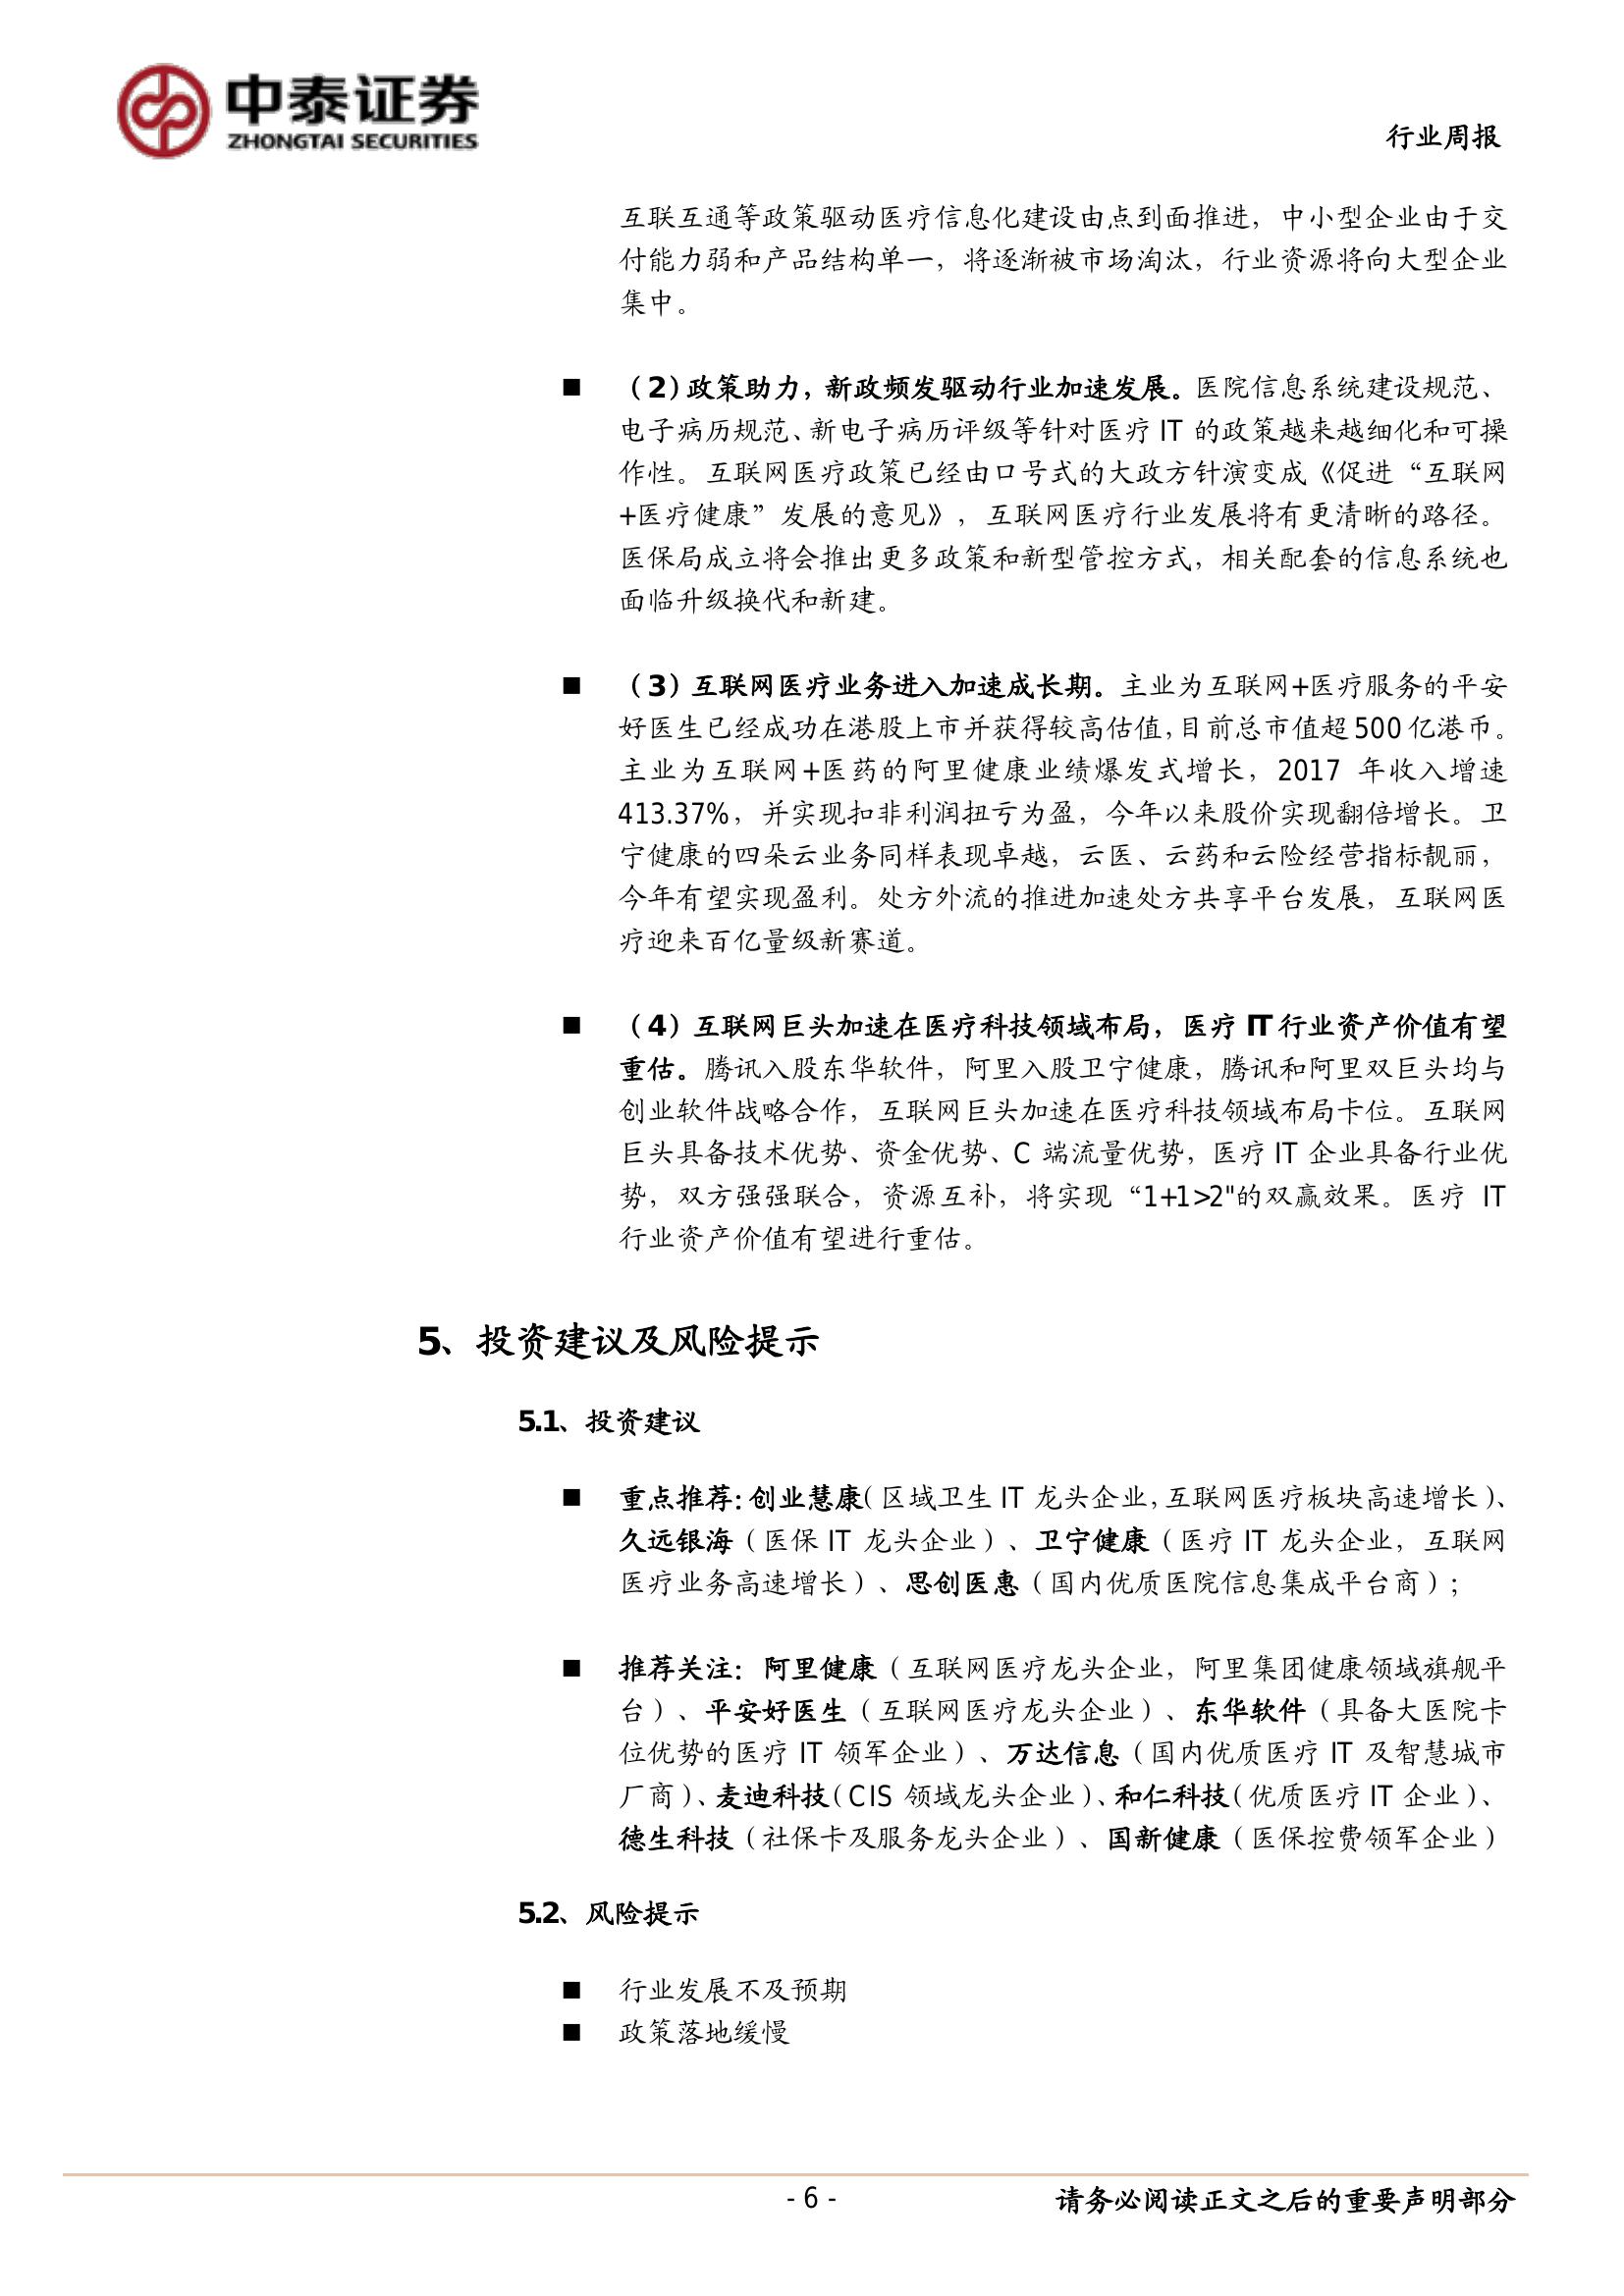 中泰证券
ZHONGTAI SECURITIES
行业周报
互联互通等政策驱动医疗信息化建设由点到面推进，中小型企业由于交
付能力弱和产品结构单一，将逐渐被市场淘汰，行业资源将向大型企业
集中。
■ （2）政策助力，新政频发驱动行业加速发展。医院信息系统建设规范、
电子病历规范、新电子病历评级等针对医疗 IT 的政策越来越细化和可操
作性。互联网医疗政策已经由口号式的大政方针演变成《促进“互联网
+医疗健康”发展的意见》，互联网医疗行业发展将有更清晰的路径。
医保局成立将会推出更多政策和新型管控方式，相关配套的信息系统也
面临升级换代和新建。
■ （3）互联网医疗业务进入加速成长期。主业为互联网+医疗服务的平安
好医生已经成功在港股上市并获得较高估值，目前总市值超 500 亿港币。
主业为互联网+医药的阿里健康业绩爆发式增长，2017 年收入增速
413.37%，并实现扣非利润扭亏为盈，今年以来股价实现翻倍增长。卫
宁健康的四朵云业务同样表现卓越，云医、云药和云险经营指标靓丽，
今年有望实现盈利。处方外流的推进加速处方共享平台发展，互联网医
疗迎来百亿量级新赛道。
■ （4）互联网巨头加速在医疗科技领域布局，医疗 IT 行业资产价值有望
重估。腾讯入股东华软件，阿里入股卫宁健康，腾讯和阿里双巨头均与
创业软件战略合作，互联网巨头加速在医疗科技领域布局卡位。互联网
巨头具备技术优势、资金优势、C 端流量优势，医疗 IT 企业具备行业优
势，双方强强联合，资源互补，将实现“1+1>2"的双赢效果。医疗 IT
行业资产价值有望进行重估。
5、投资建议及风险提示
5.1、投资建议
■ 重点推荐：创业慧康（区域卫生 IT 龙头企业，互联网医疗板块高速增长）、
久远银海（医保 IT 龙头企业）、卫宁健康（医疗 IT 龙头企业，互联网
医疗业务高速增长）、思创医惠（国内优质医院信息集成平台商）；
■ 推荐关注：阿里健康（互联网医疗龙头企业，阿里集团健康领域旗舰平
台）、平安好医生（互联网医疗龙头企业）、东华软件（具备大医院卡
位优势的医疗 IT 领军企业）、万达信息（国内优质医疗 IT 及智慧城市
厂商）、麦迪科技（CIS 领域龙头企业）、和仁科技（优质医疗 IT 企业）、
德生科技（社保卡及服务龙头企业）、国新健康（医保控费领军企业）
5.2、风险提示
■ 行业发展不及预期
■ 政策落地缓慢
- 6 -
请务必阅读正文之后的重要声明部分